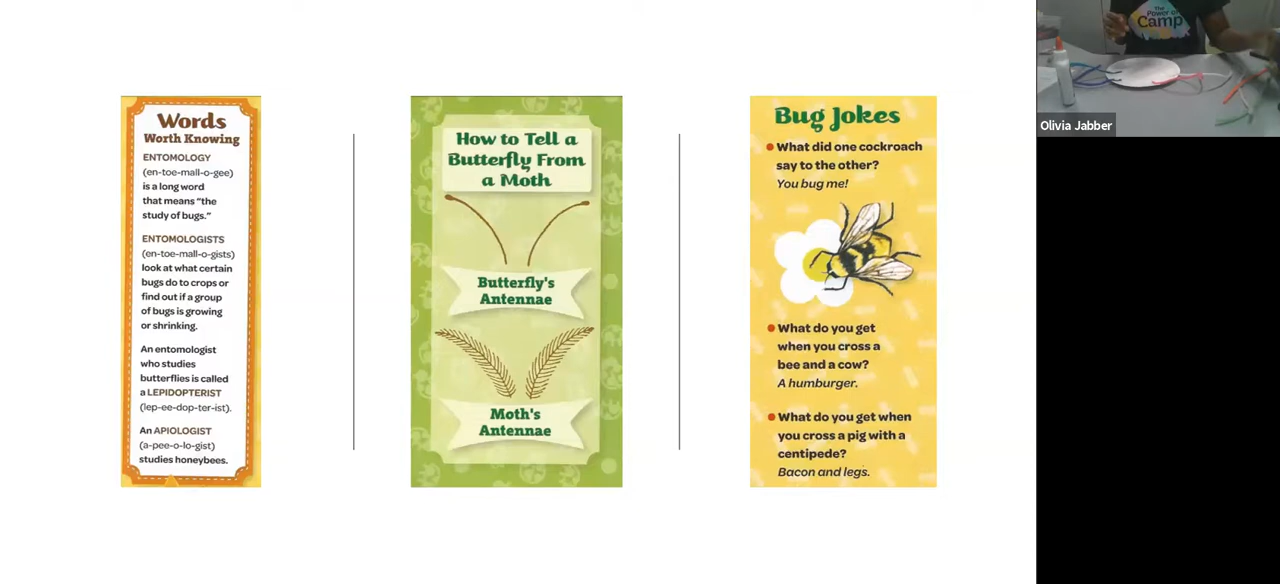 Words
Worth Knowing
ENTOMOLOGY
(en-toe-mall-o-gee)
is a long word
that means “the
study of bugs.”
ENTOMOLOGISTS
(en-toe-mall-o-gists)
look at what certain
bugs do to crops or
find out if a group
of bugs is growing
or shrinking.
An entomologist
who studies
butterflies is called
a LEPIDOPTERIST
(lep-ee-dop-ter-ist).
An APIOLOGIST
(a-pee-o-lo-gist)
studies honeybees.
How to Tell a
Butterfly From
a Moth
Butterfly's
Antennae
Moth's
Antennae
Bug Jokes
What did one cockroach
say to the other?
You bug me!
What do you get
when you cross a
bee and a cow?
A humburger.
What do you get when
you cross a pig with a
centipede?
Bacon and legs.
The
Power of
Camp
Olivia Jabber